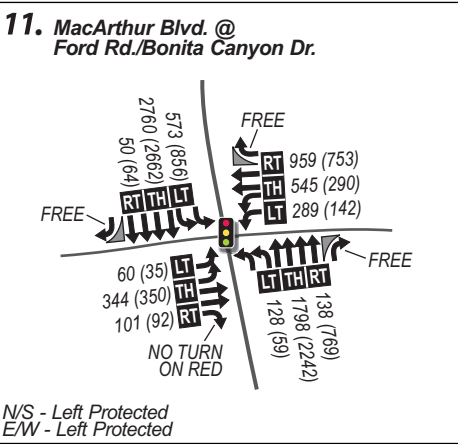 11. MacArthur Blvd. @
Ford Rd./Bonita Canyon Dr.
50 (64)
2760 (2662)
573 (856)
RT TH LT
FREE
FREE
RT 959 (753)
TH 545 (290)
LT 289 (142)
60 (35) LT
344 (350) TH
101 (92) RT
NO TURN
ON RED
FREE
LT TH RT
128 (59)
1798 (2242)
138 (769)
N/S - Left Protected
E/W - Left Protected